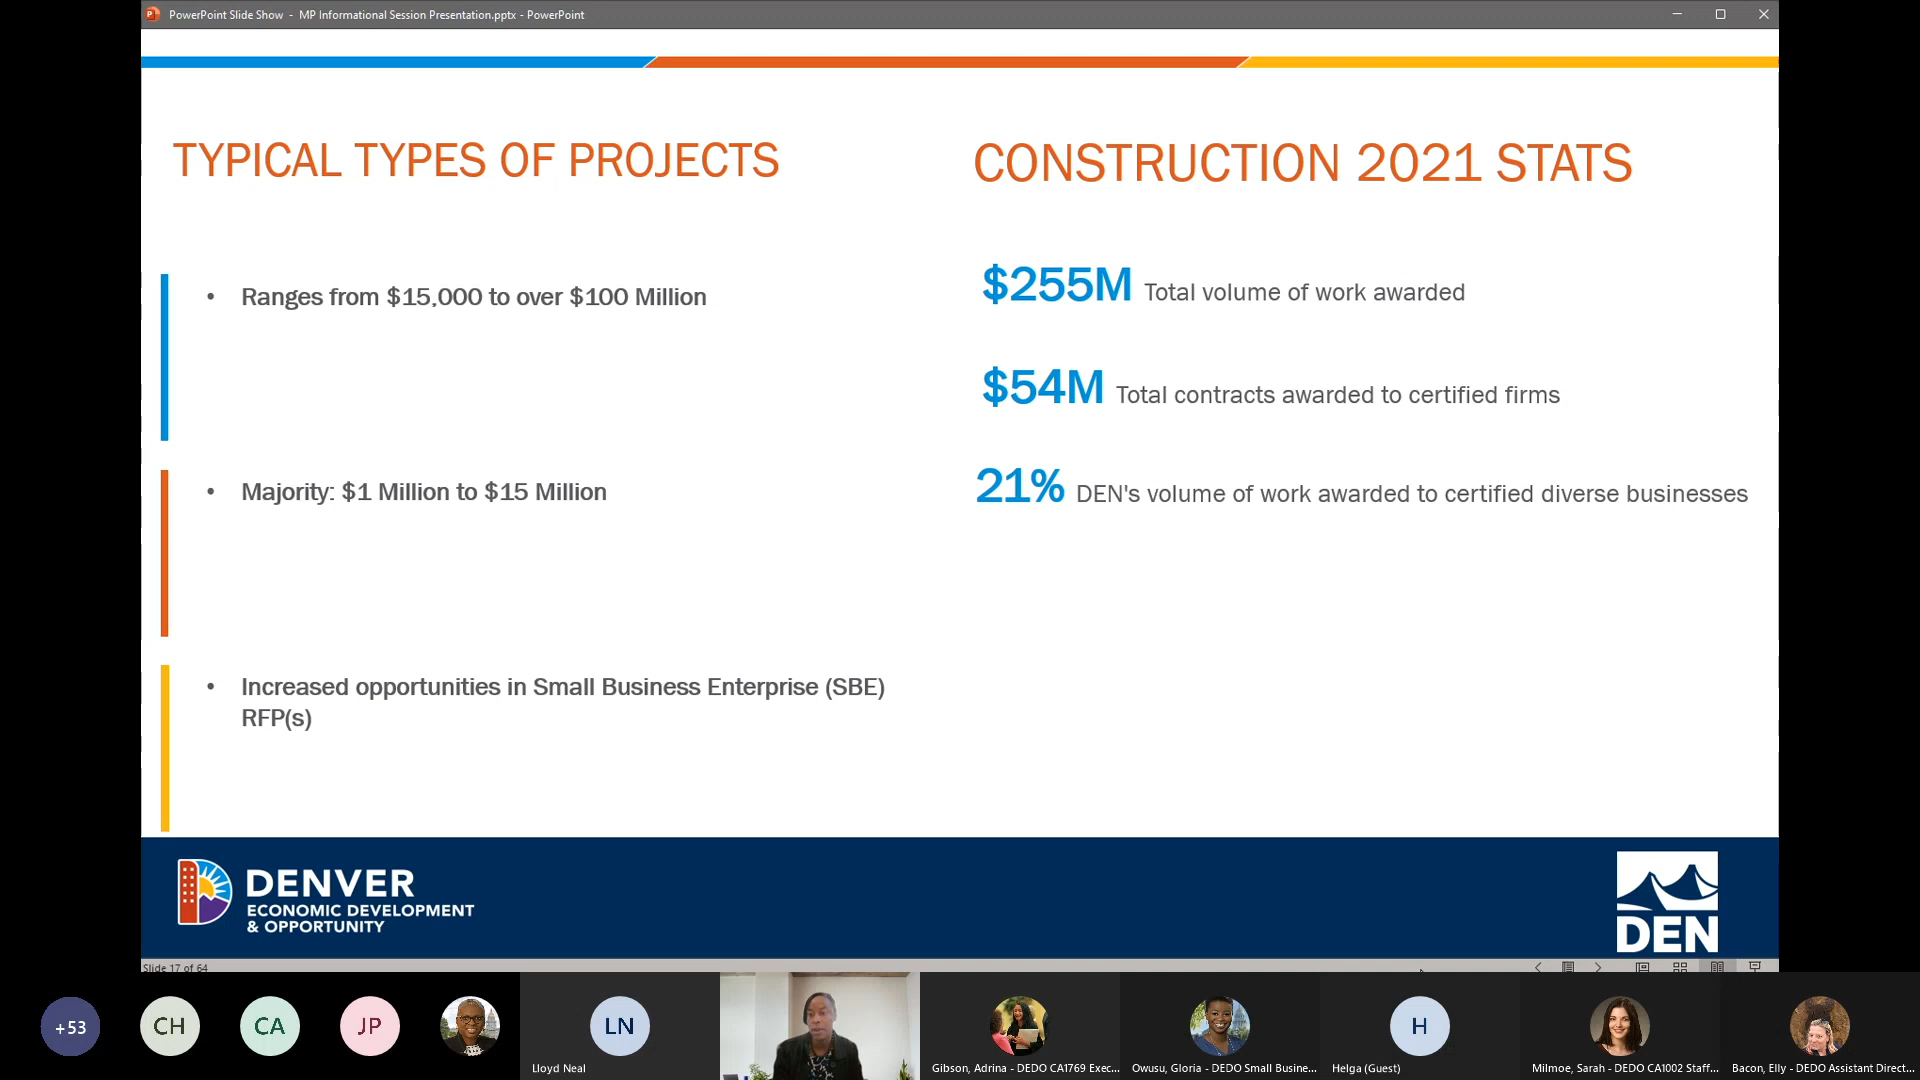 PowerPoint Slide Show - MP Informational Session Presentation.pptx - PowerPoint
TYPICAL TYPES OF PROJECTS
• Ranges from $15,000 to over $100 Million
• Majority: $1 Million to $15 Million
• Increased opportunities in Small Business Enterprise (SBE)
RFP(s)
CONSTRUCTION 2021 STATS
$255M Total volume of work awarded
$54M Total contracts awarded to certified firms
21% DEN's volume of work awarded to certified diverse businesses
DENVER
ECONOMIC DEVELOPMENT
& OPPORTUNITY
DEN
Slide 17 of 64
+53
CH
CA
JP
LN
Lloyd Neal
Gibson, Adrina - DEDO CA1769 Exec...
Owusu, Gloria - DEDO Small Busine...
H
Helga (Guest)
Milmoe, Sarah - DEDO CA1002 Staff...
Bacon, Elly - DEDO Assistant Direct...